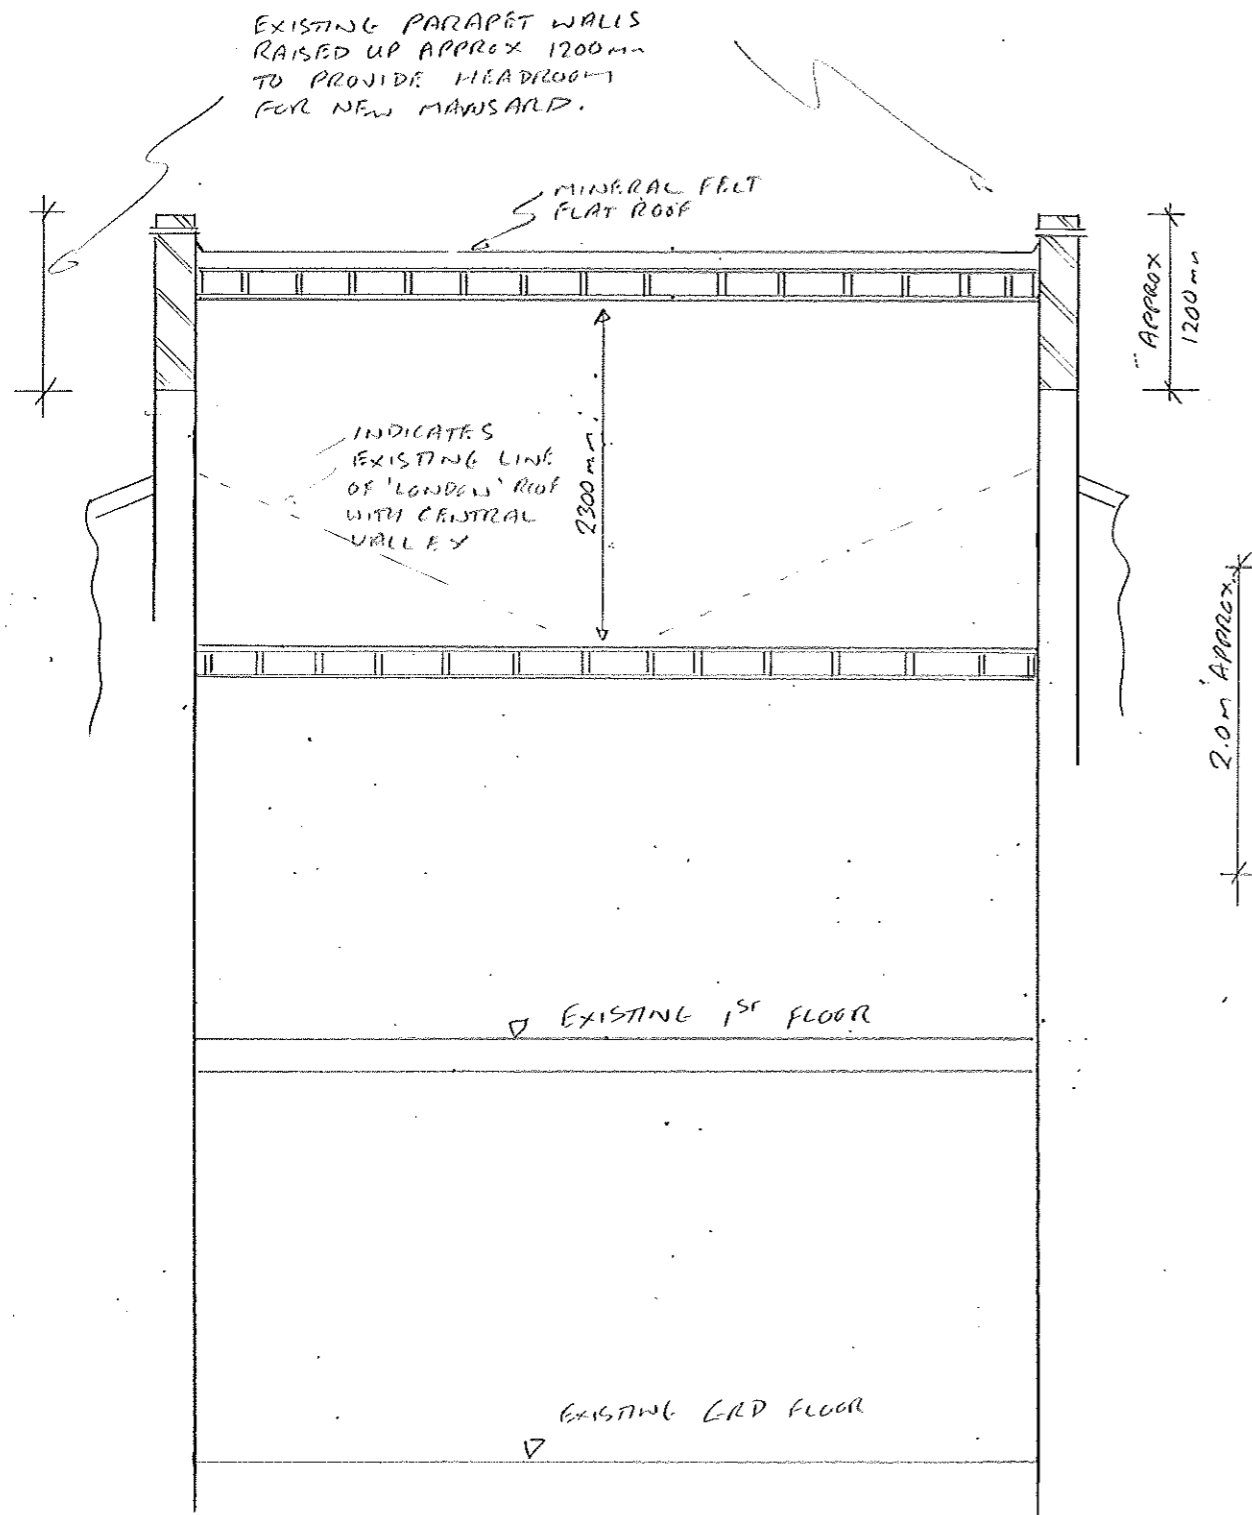 EXISTING PARAPET WALLS
RAISED UP APPROX 1200mm
TO PROVIDE HEADROOM
FOR NEW MANSARD.
MINERAL FELT
FLAT ROOF
APPROX
1200mm
INDICATES
EXISTING LINE
OF 'LONDON' ROOF
WITH CENTRAL
VALLEY
2300mm.
2.0m APPROX.
EXISTING 1ST FLOOR
EXISTING GRD FLOOR